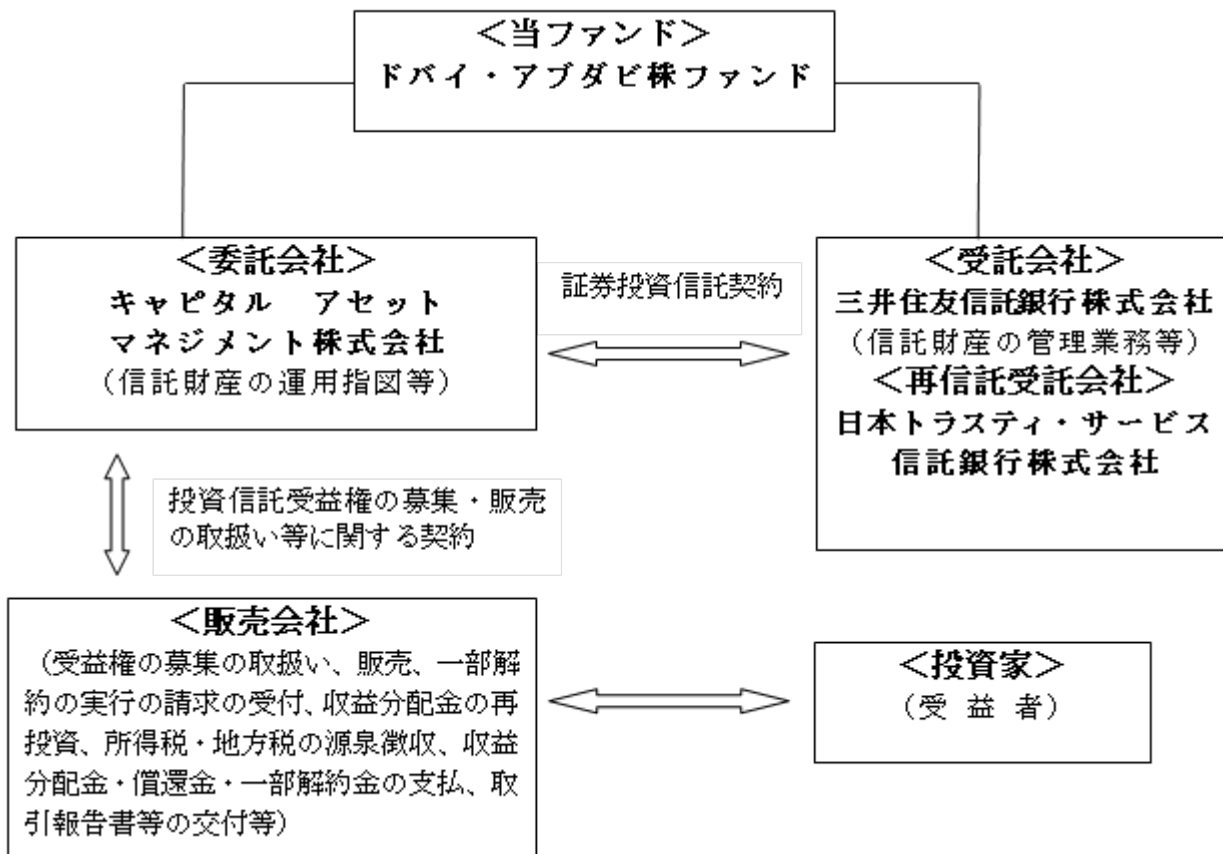 ＜当ファンド＞
ドバイ・アブダビ株ファンド
＜委託会社＞
キャピタル　アセット
マネジメント株式会社
（信託財産の運用指図等）
証券投資信託契約
＜受託会社＞
三井住友信託銀行株式会社
（信託財産の管理業務等）
＜再信託受託会社＞
日本トラスティ・サービス
信託銀行株式会社
投資信託受益権の募集・販売
の取扱い等に関する契約
＜販売会社＞
（受益権の募集の取扱い、販売、一部解
約の実行の請求の受付、収益分配金の再
投資、所得税・地方税の源泉徴収、収益
分配金・償還金・一部解約金の支払、取
引報告書等の交付等）
＜投資家＞
（受 益 者）